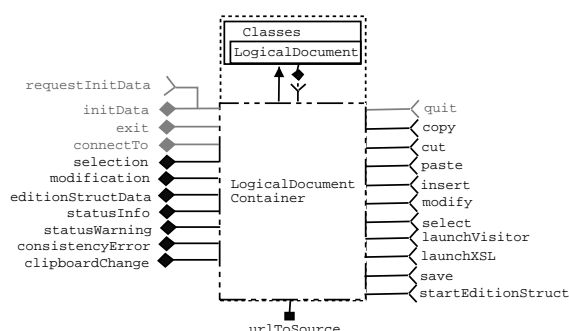 Classes
LogicalDocument
requestInitData
initData
exit
connectTo
selection
modification
editionStructData
statusInfo
statusWarning
consistencyError
clipboardChange
LogicalDocument
Container
quit
copy
cut
paste
insert
modify
select
launchVisitor
launchXSL
save
startEditionStruct
urlToSource